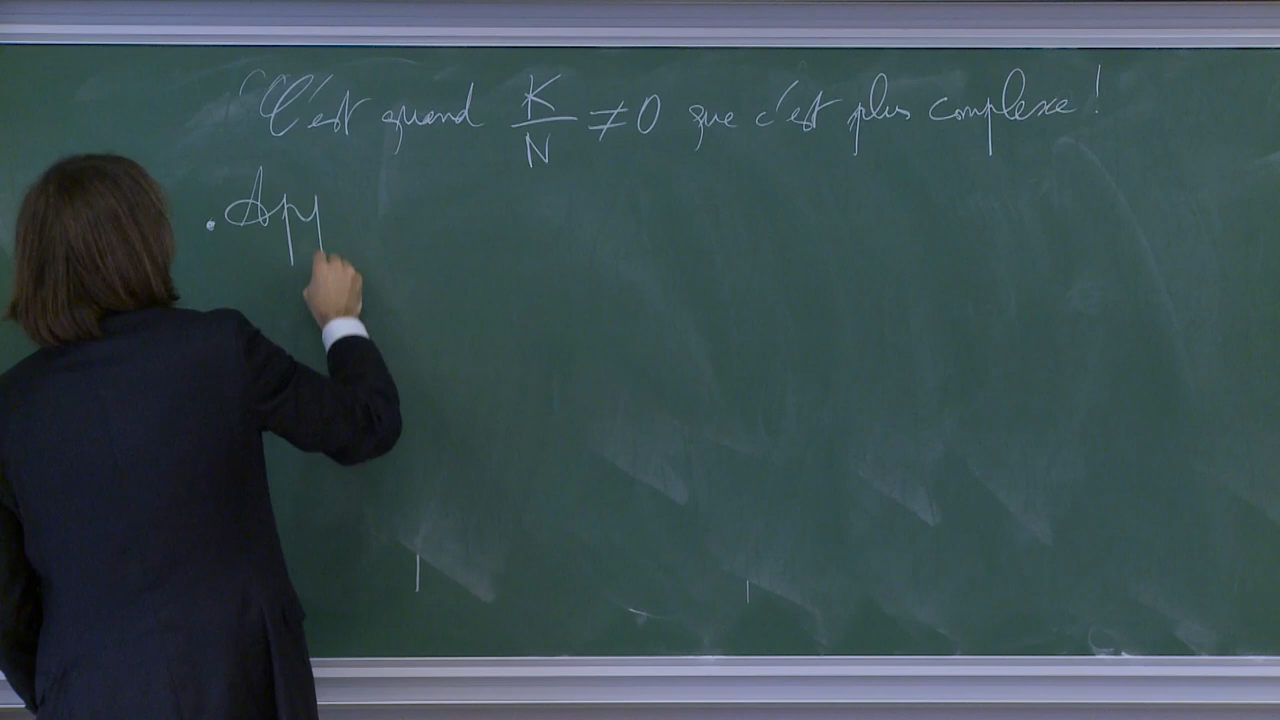 C'est quand K/N ≠ 0 que c'est plus complexe !
. App